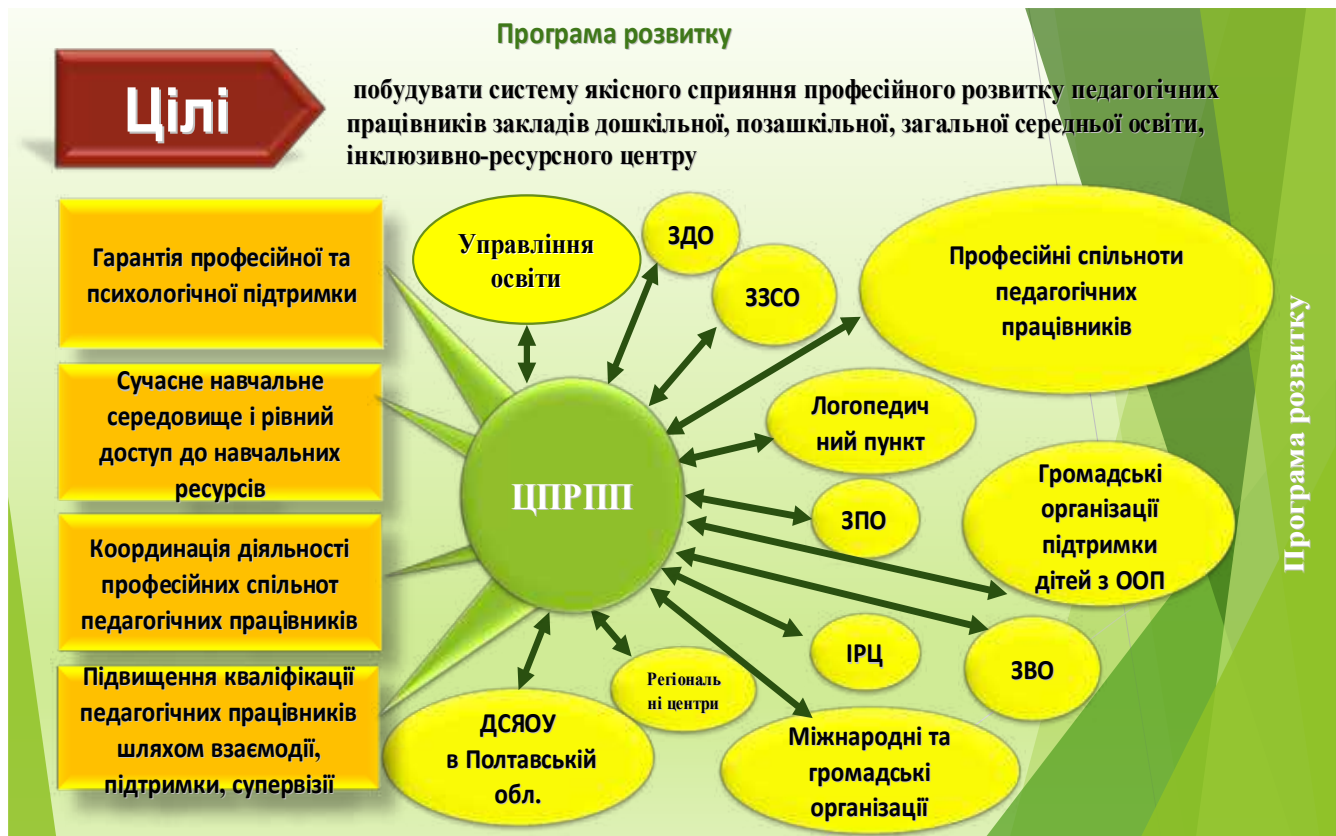 Програма розвитку
Цілі
побудувати систему якісного сприяння професійного розвитку педагогічних
працівників закладів дошкільної, позашкільної, загальної середньої освіти,
інклюзивно-ресурсного центру
Гарантія професійної та
психологічної підтримки
Сучасне навчальне
середовище і рівний
доступ до навчальних
ресурсів
Координація діяльності
професійних спільнот
педагогічних працівників
Підвищення кваліфікації
педагогічних працівників
шляхом взаємодії,
підтримки, супервізії
ЦПРПП
Управління
освіти
ЗДО
ЗЗСО
Професійні спільноти
педагогічних
працівників
Логопедич
ний пункт
ЗПО
Громадські
організації
підтримки
дітей з ООП
ЗВО
ІРЦ
Міжнародні та
громадські
організації
Регіональ
ні центри
ДСЯОУ
в Полтавській
обл.
Програма розвитку